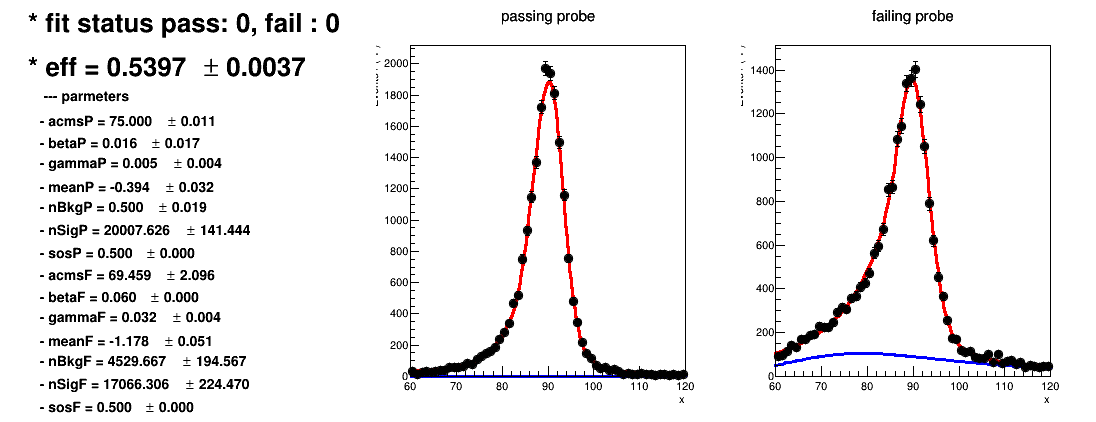 * fit status pass: 0, fail : 0
* eff = 0.5397 ± 0.0037
--- parmeters
- acmsP = 75.000 ± 0.011
- betaP = 0.016 ± 0.017
- gammaP = 0.005 ± 0.004
- meanP = -0.394 ± 0.032
- nBkgP = 0.500 ± 0.019
- nSigP = 20007.626 ± 141.444
- sosP = 0.500 ± 0.000
- acmsF = 69.459 ± 2.096
- betaF = 0.060 ± 0.000
- gammaF = 0.032 ± 0.004
- meanF = -1.178 ± 0.051
- nBkgF = 4529.667 ± 194.567
- nSigF = 17066.306 ± 224.470
- sosF = 0.500 ± 0.000
passing probe
2000
1800
1600
1400
1200
1000
800
600
400
200
0
60 70 80 90 100 110 120
x
failing probe
1400
1200
1000
800
600
400
200
0
60 70 80 90 100 110 120
x